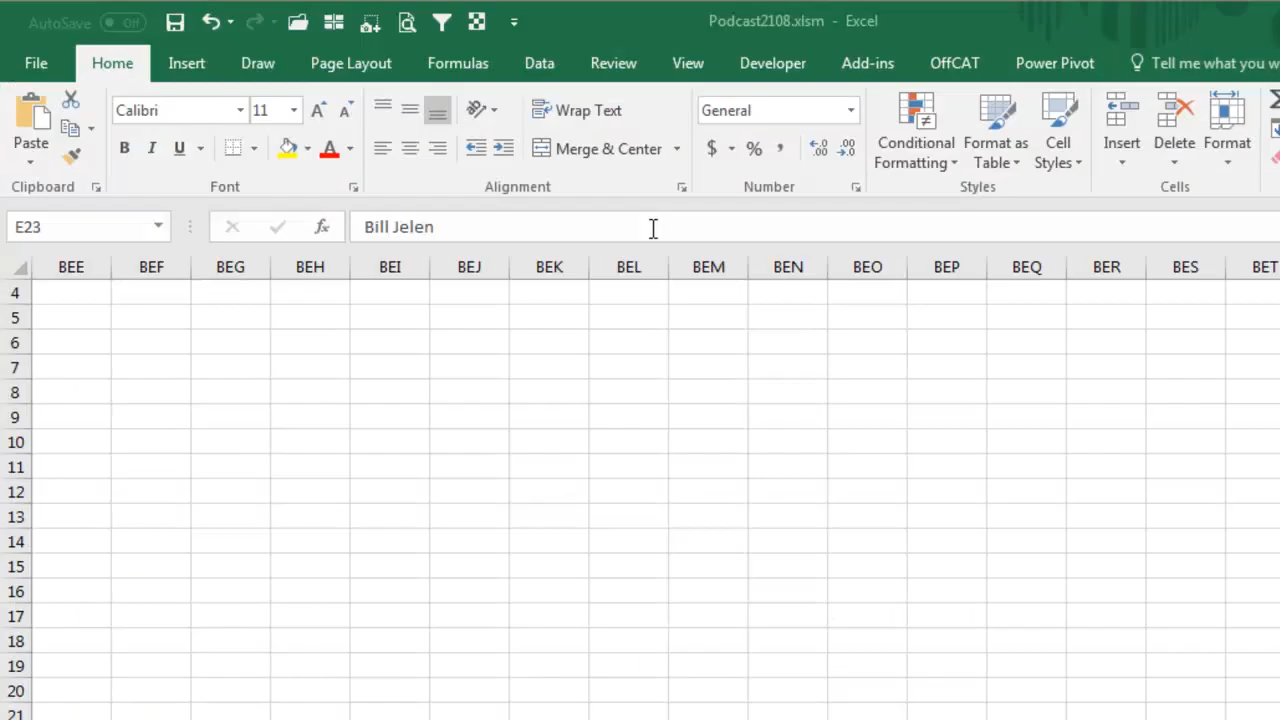 AutoSave Off Podcast2108.xlsm - Excel
File Home Insert Draw Page Layout Formulas Data Review View Developer Add-ins OffCAT Power Pivot Tell me what you w
Calibri 11 Wrap Text General
Paste B I U Merge & Center $ % , Conditional Formatting Format as Table Cell Styles Insert Delete Format
Clipboard Font Alignment Number Styles Cells
E23 fx Bill Jelen
BEE BEF BEG BEH BEI BEJ BEK BEL BEM BEN BEO BEP BEQ BER BES BET
4
5
6
7
8
9
10
11
12
13
14
15
16
17
18
19
20
21